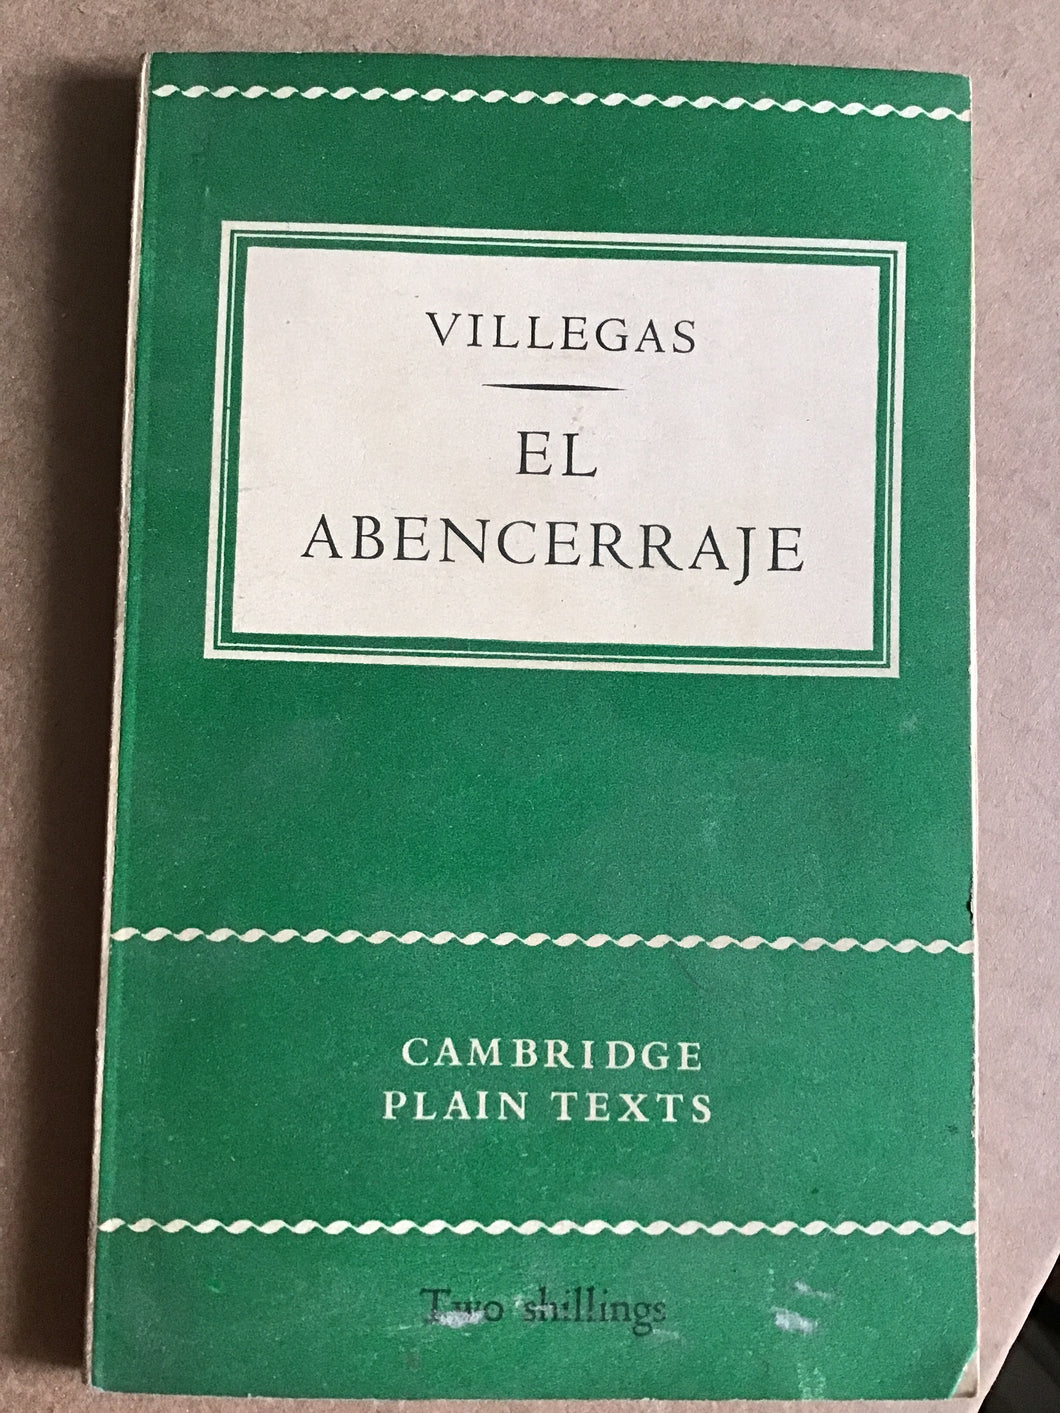 VILLEGAS
EL
ABENCERRAJE
CAMBRIDGE
PLAIN TEXTS
Two shillings